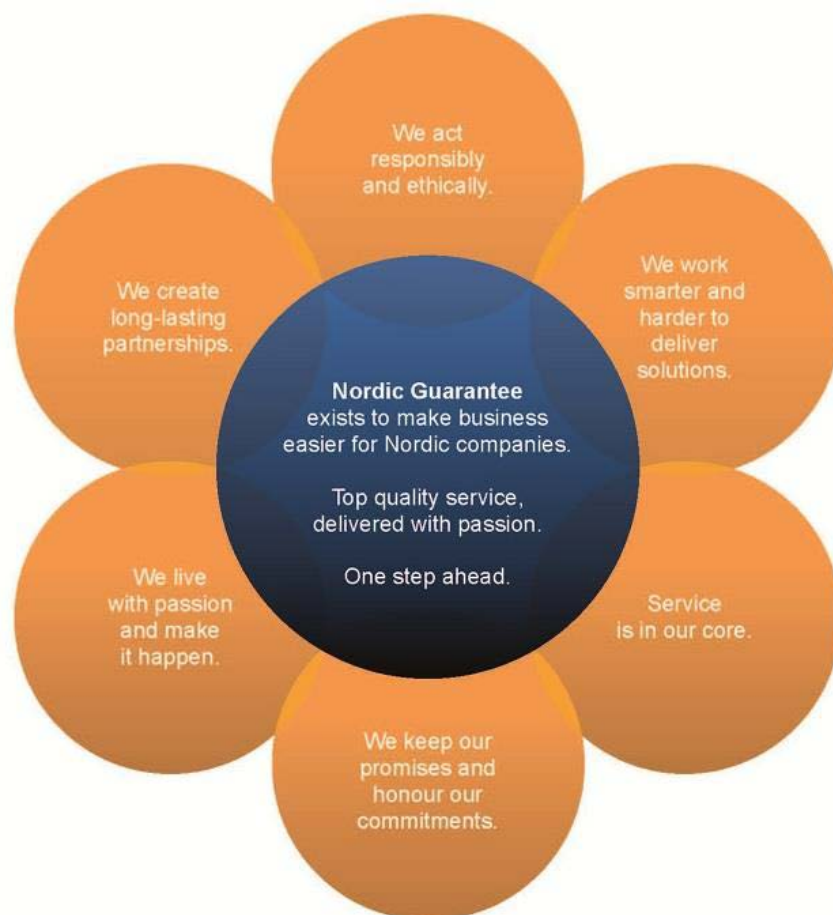 We act
responsibly
and ethically.
We work
smarter and
harder to
deliver
solutions.
Service
is in our core.
We keep our
promises and
honour our
commitments.
We live
with passion
and make
it happen.
We create
long-lasting
partnerships.
Nordic Guarantee
exists to make business
easier for Nordic companies.
Top quality service,
delivered with passion.
One step ahead.